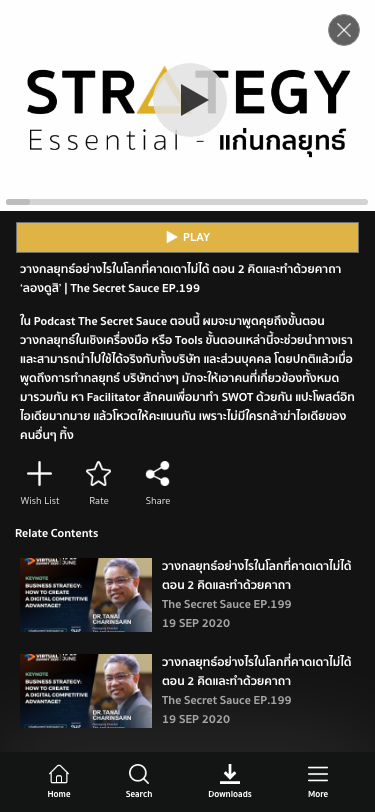 STRATEGY
Essential - แก่นกลยุทธ์
PLAY
วางกลยุทธ์อย่างไรในโลกที่คาดเดาไม่ได้ ตอน 2 คิดและทำด้วยคาถา
‘ลองดูสิ’ | The Secret Sauce EP.199
ใน Podcast The Secret Sauce ตอนนี้ ผมจะมาพูดคุยถึงขั้นตอน
วางกลยุทธ์ในเชิงเครื่องมือ หรือ Tools ขั้นตอนเหล่านี้จะช่วยนำทางเรา
และสามารถนำไปใช้ได้จริงกับทั้งบริษัท และส่วนบุคคล โดยปกติแล้วเมื่อ
พูดถึงการทำกลยุทธ์ บริษัทต่างๆ มักจะให้เอาคนที่เกี่ยวข้องทั้งหมด
มารวมกัน หา Facilitator สักคนเพื่อมาทำ SWOT ด้วยกัน แปะโพสต์อิท
ไอเดียมากมาย แล้วโหวตให้คะแนนกัน เพราะไม่มีใครกล้าฆ่าไอเดียของ
คนอื่นๆ ทิ้ง
Wish List
Rate
Share
Relate Contents
VIRTUAL
JUNE
KEYNOTE
BUSINESS STRATEGY:
HOW TO CREATE
A DIGITAL COMPETITIVE
ADVANTAGE?
DR.TANAI
CHARINSARN
วางกลยุทธ์อย่างไรในโลกที่คาดเดาไม่ได้
ตอน 2 คิดและทำด้วยคาถา
The Secret Sauce EP.199
19 SEP 2020
VIRTUAL
JUNE
KEYNOTE
BUSINESS STRATEGY:
HOW TO CREATE
A DIGITAL COMPETITIVE
ADVANTAGE?
DR.TANAI
CHARINSARN
วางกลยุทธ์อย่างไรในโลกที่คาดเดาไม่ได้
ตอน 2 คิดและทำด้วยคาถา
The Secret Sauce EP.199
19 SEP 2020
Home
Search
Downloads
More